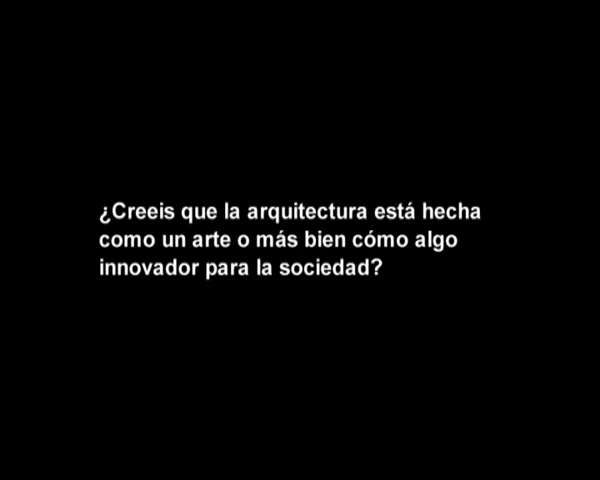 ¿Creeis que la arquitectura está hecha
como un arte o más bien cómo algo
innovador para la sociedad?